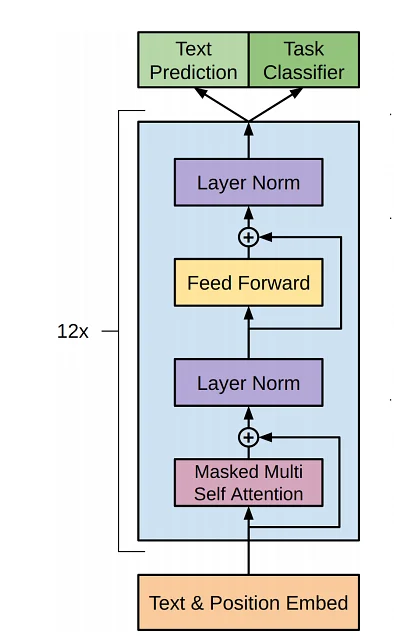 Text
Prediction
Task
Classifier
Layer Norm
Feed Forward
12x
Layer Norm
Masked Multi
Self Attention
Text & Position Embed